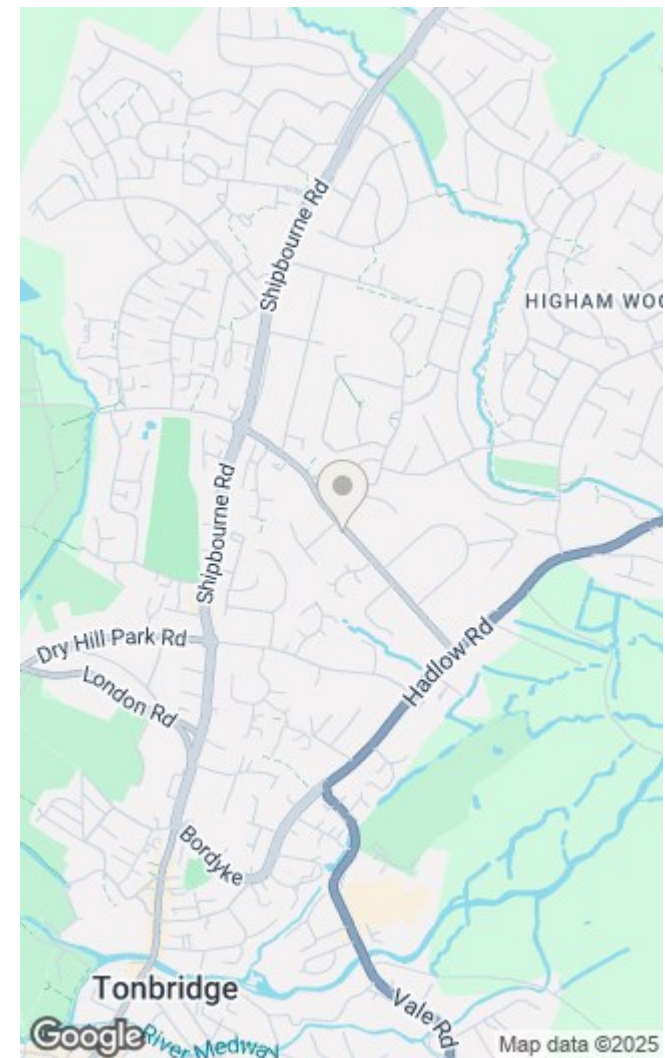 Shipbourne Rd
HIGHAM WOO
Shipbourne Rd
Dry Hill Park Rd
London Rd
Hadlow Rd
Bordyke
Tonbridge
Vale Rd
River Medway
Google
Map data ©2025